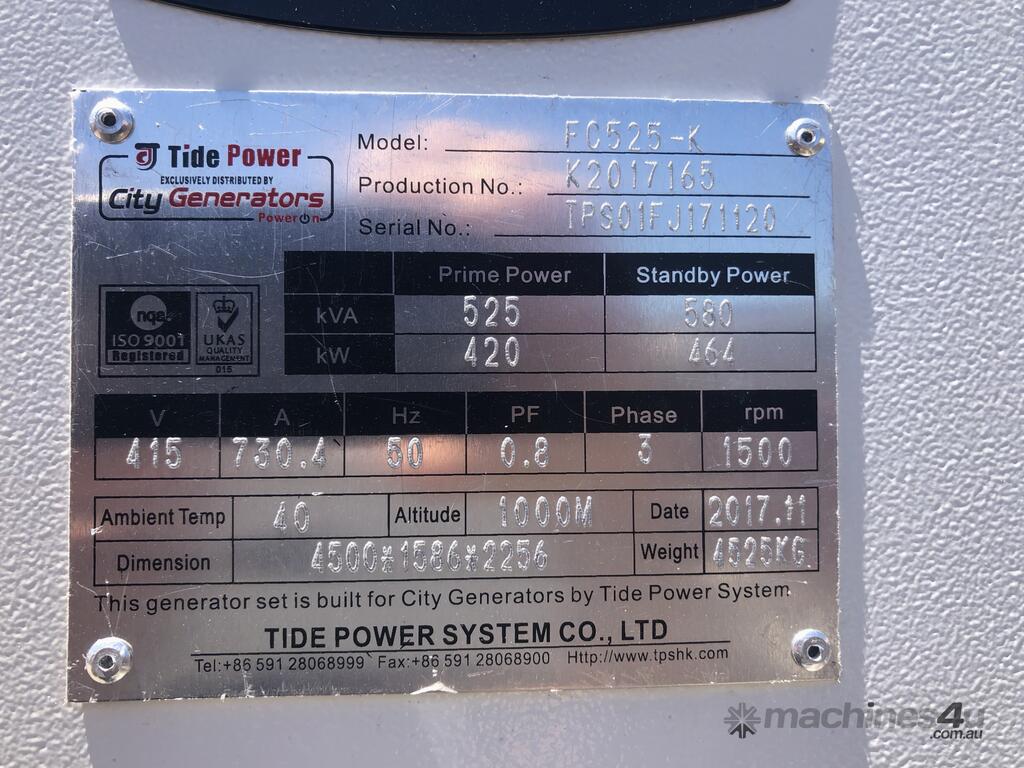 Tide Power
EXCLUSIVELY DISTRIBUTED BY
City Generators
PowerOn
Model: FC525-K
Production No.: K2017165
Serial No.: TPS01FJ171120
nqa
ISO 9001
Registered
UKAS
QUALITY
MANAGEMENT
015
Prime Power Standby Power
kVA 525 580
kW 420 464
V A Hz PF Phase rpm
415 730.4 50 0.8 3 1500
Ambient Temp 40 Altitude 1000M Date 2017.11
Dimension 4500*1586*2256 Weight 4525KG
This generator set is built for City Generators by Tide Power System
TIDE POWER SYSTEM CO., LTD
Tel:+86 591 28068999 Fax:+86 591 28068900 Http://www.tpshk.com
machines4u
.com.au